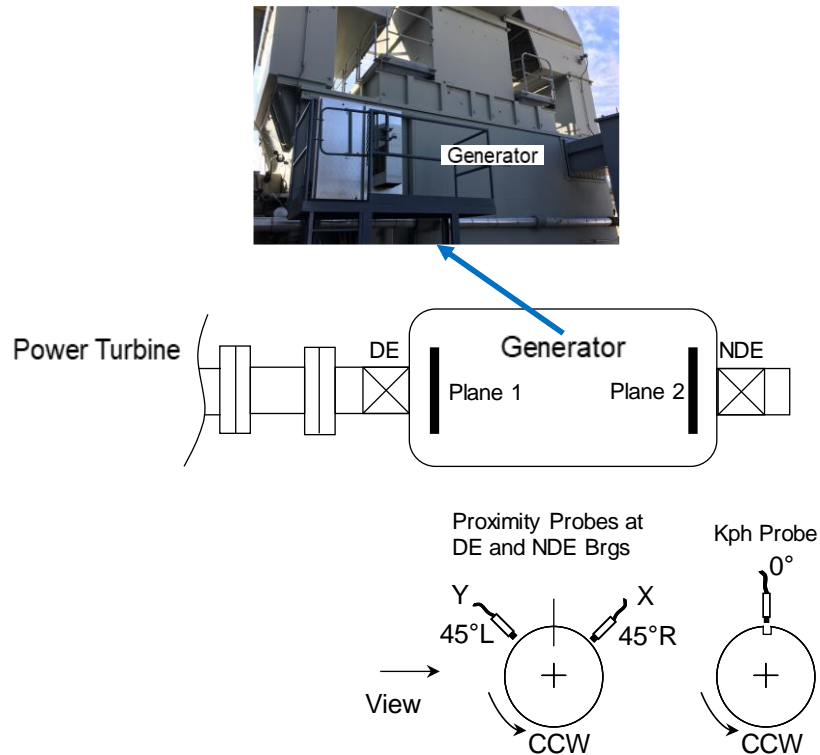 Generator
Power Turbine
DE
Generator
NDE
Plane 1
Plane 2
Proximity Probes at
DE and NDE Brgs
Kph Probe
0°
Y
X
45°L
45°R
View
CCW
CCW